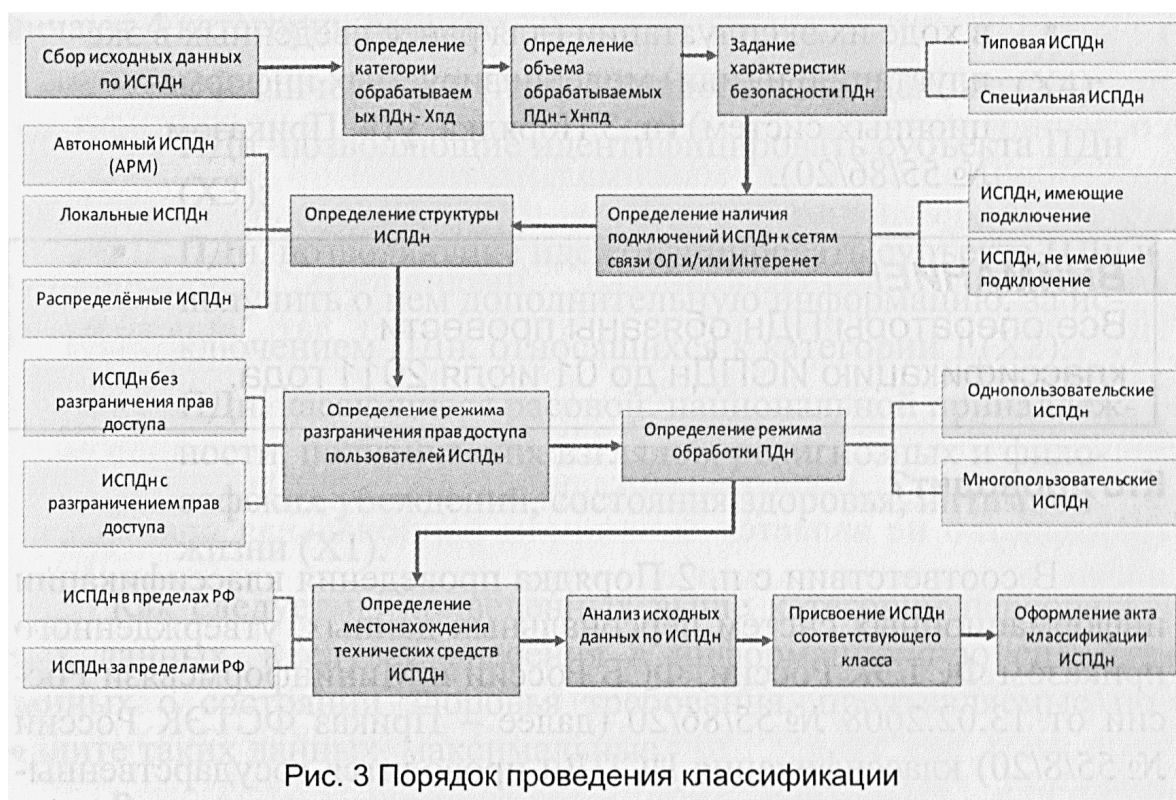 Сбор исходных данных
по ИСПДн
Определение
категории
обрабатываем
ых ПДн - Хпд
Определение
объема
обрабатываемых
ПДн - Хнпд
Задание
характеристик
безопасности ПДн
Типовая ИСПДн
Специальная ИСПДн
Автономный ИСПДн
(АРМ)
Локальные ИСПДн
Распределённые ИСПДн
Определение структуры
ИСПДн
Определение наличия
подключений ИСПДн к сетям
связи ОП и/или Интеренет
ИСПДн, имеющие
подключение
ИСПДн, не имеющие
подключение
ИСПДн без
разграничения прав
доступа
ИСПДн с
разграничением прав
доступа
Определение режима
разграничения прав доступа
пользователей ИСПДн
Определение режима
обработки ПДн
Однопользовательские
ИСПДн
Многопользовательские
ИСПДн
ИСПДн в пределах РФ
ИСПДн за пределами РФ
Определение
местонахождения
технических средств
ИСПДн
Анализ исходных
данных по ИСПДн
Присвоение ИСПДн
соответствующего
класса
Оформление акта
классификации
ИСПДн
Рис. 3 Порядок проведения классификации